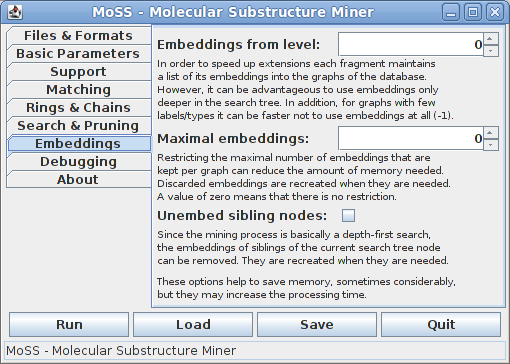 MoSS - Molecular Substructure Miner
Files & Formats
Basic Parameters
Support
Matching
Rings & Chains
Search & Pruning
Embeddings
Debugging
About
Embeddings from level: 0
In order to speed up extensions each fragment maintains
a list of its embeddings into the graphs of the database.
However, it can be advantageous to use embeddings only
deeper in the search tree. In addition, for graphs with few
labels/types it can be faster not to use embeddings at all (-1).
Maximal embeddings: 0
Restricting the maximal number of embeddings that are
kept per graph can reduce the amount of memory needed.
Discarded embeddings are recreated when they are needed.
A value of zero means that there is no restriction.
Unembed sibling nodes:
Since the mining process is basically a depth-first search,
the embeddings of siblings of the current search tree node
can be removed. They are recreated when they are needed.
These options help to save memory, sometimes considerably,
but they may increase the processing time.
Run Load Save Quit
MoSS - Molecular Substructure Miner